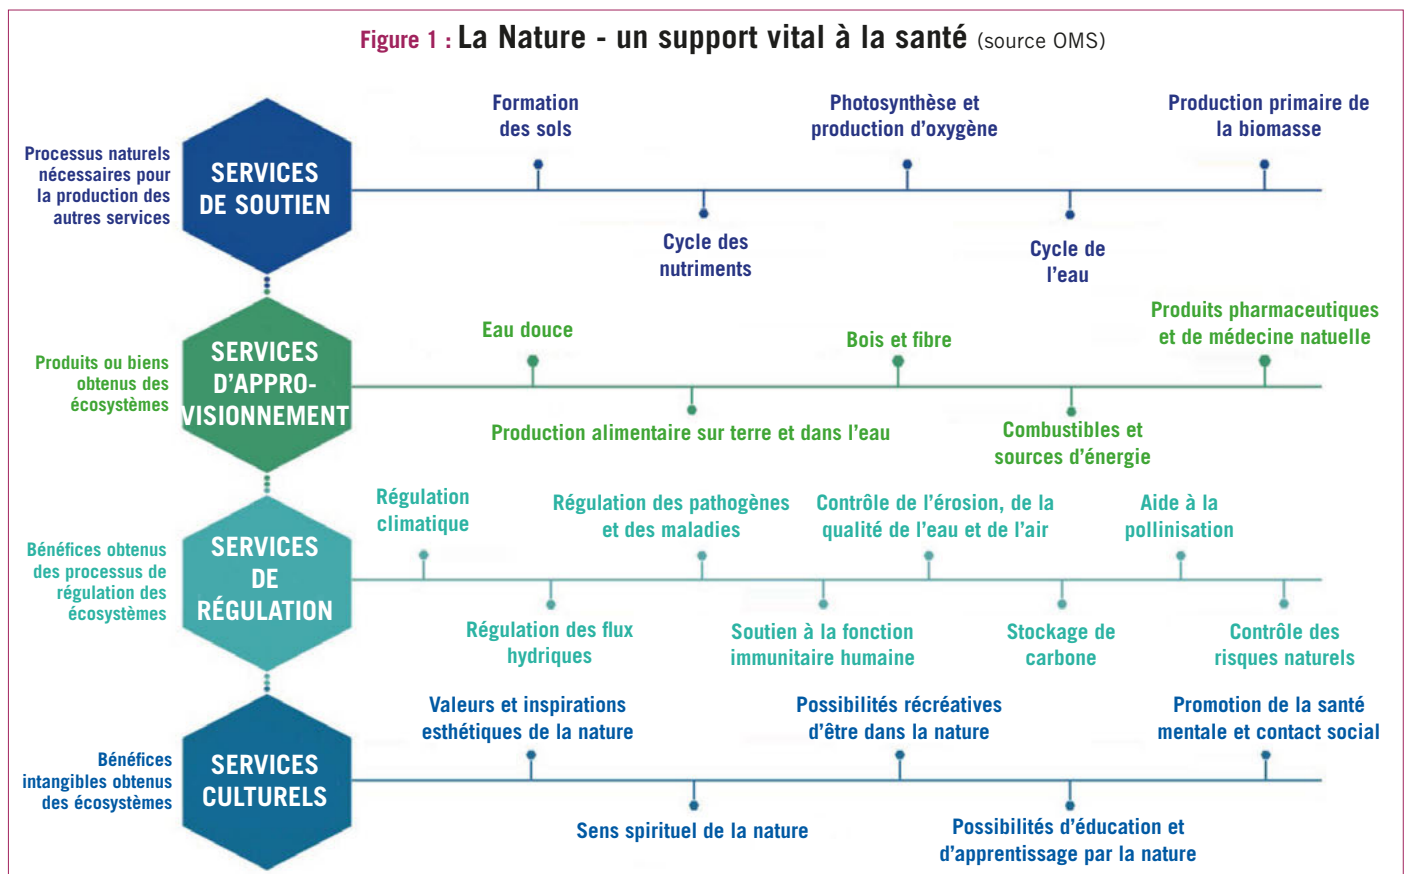 Figure 1 : La Nature - un support vital à la santé (source OMS)
Processus naturels
nécessaires pour
la production des
autres services
SERVICES
DE SOUTIEN
Formation
des sols
Cycle des
nutriments
Photosynthèse et
production d'oxygène
Cycle de
l'eau
Production primaire de
la biomasse
Produits ou biens
obtenus des
écosystèmes
SERVICES
D'APPRO-
VISIONNEMENT
Eau douce
Production alimentaire sur terre et dans l'eau
Bois et fibre
Combustibles et
sources d'énergie
Produits pharmaceutiques
et de médecine natuelle
Bénéfices obtenus
des processus de
régulation des
écosystèmes
SERVICES
DE
RÉGULATION
Régulation
climatique
Régulation des flux
hydriques
Régulation des pathogènes
et des maladies
Soutien à la fonction
immunitaire humaine
Contrôle de l'érosion, de la
qualité de l'eau et de l'air
Stockage de
carbone
Aide à la
pollinisation
Contrôle des
risques naturels
Bénéfices
intangibles obtenus
des écosystèmes
SERVICES
CULTURELS
Valeurs et inspirations
esthétiques de la nature
Sens spirituel de la nature
Possibilités récréatives
d'être dans la nature
Possibilités d'éducation et
d'apprentissage par la nature
Promotion de la santé
mentale et contact social